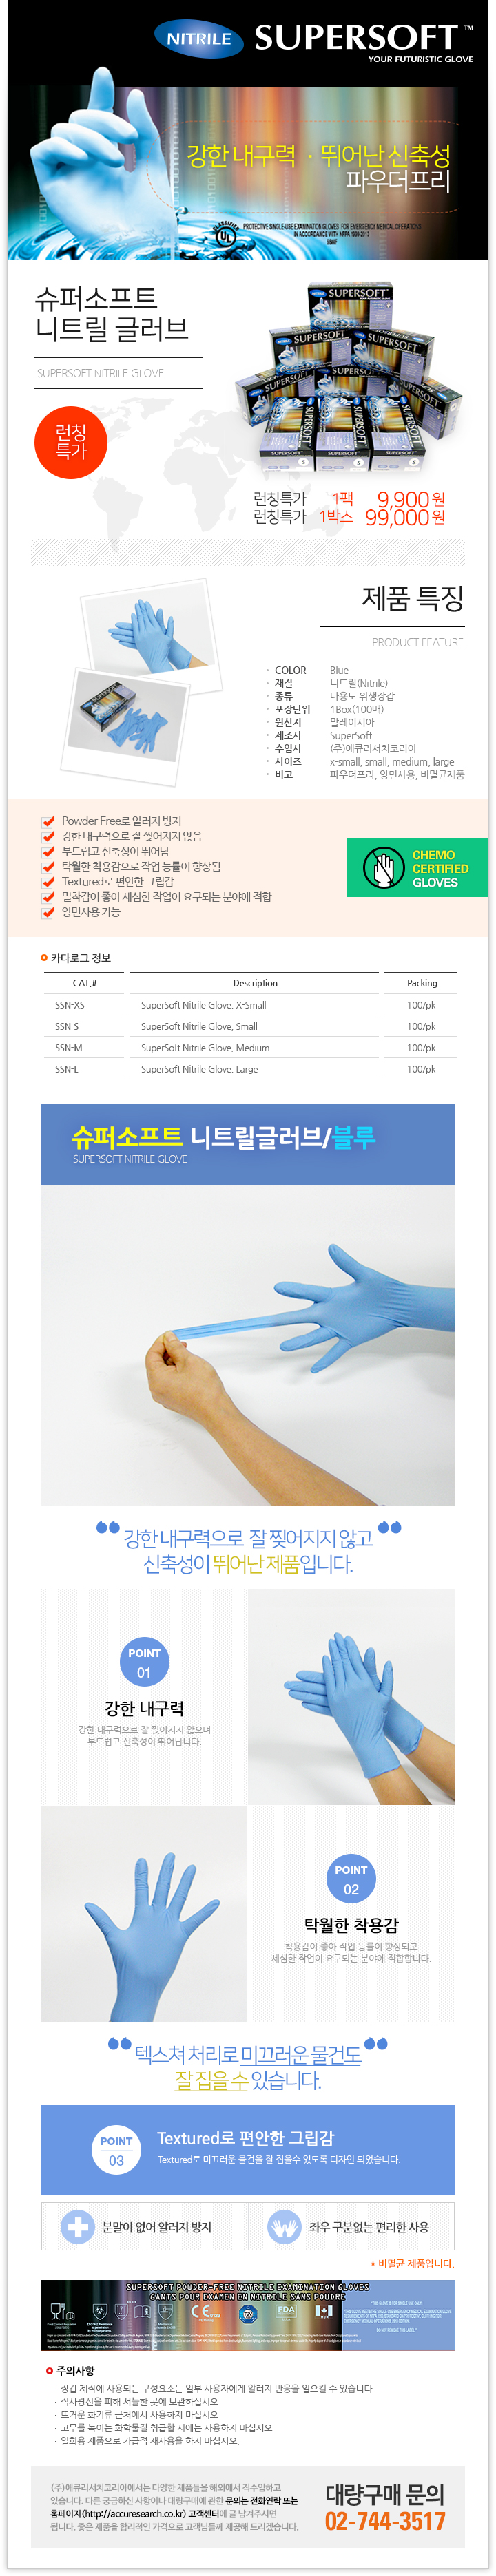 NITRILE SUPERSOFT TM
YOUR FUTURISTIC GLOVE
강한 내구력 · 뛰어난 신축성
파우더프리
CLASSIFIED
UL
PROTECTIVE SINGLE-USE EXAMINATION GLOVES FOR EMERGENCY MEDICAL OPERATIONS
IN ACCORDANCE WITH NFPA 1999-2013
슈퍼소프트
니트릴 글러브
SUPERSOFT NITRILE GLOVE
NITRILE SUPERSOFT
런칭
특가
런칭특가 1팩 9,900 원
런칭특가 1박스 99,000 원
제품 특징
PRODUCT FEATURE
· COLOR Blue
· 재질 니트릴(Nitrile)
· 종류 다용도 위생장갑
· 포장단위 1Box(100매)
· 원산지 말레이시아
· 제조사 SuperSoft
· 수입사 (주)애큐리서치코리아
· 사이즈 x-small, small, medium, large
· 비고 파우더프리, 양면사용, 비멸균제품
Powder Free로 알러지 방지
강한 내구력으로 잘 찢어지지 않음
부드럽고 신축성이 뛰어남
탁월한 착용감으로 작업 능률이 향상됨
Textured로 편안한 그립감
밀착감이 좋아 세심한 작업이 요구되는 분야에 적합
양면사용 가능
CHEMO
CERTIFIED
GLOVES
카다로그 정보
CAT.# Description Packing
SSN-XS SuperSoft Nitrile Glove, X-Small 100/pk
SSN-S SuperSoft Nitrile Glove, Small 100/pk
SSN-M SuperSoft Nitrile Glove, Medium 100/pk
SSN-L SuperSoft Nitrile Glove, Large 100/pk
슈퍼소프트 니트릴글러브/블루
SUPERSOFT NITRILE GLOVE
강한 내구력으로 잘 찢어지지 않고
신축성이 뛰어난 제품입니다.
POINT
01
강한 내구력
강한 내구력으로 잘 찢어지지 않으며
부드럽고 신축성이 뛰어납니다.
POINT
02
탁월한 착용감
착용감이 좋아 작업 능률이 향상되고
세심한 작업이 요구되는 분야에 적합합니다.
텍스쳐 처리로 미끄러운 물건도
잘 집을 수 있습니다.
POINT
03
Textured로 편안한 그립감
Textured로 미끄러운 물건을 잘 집을수 있도록 디자인 되었습니다.
분말이 없어 알러지 방지
좌우 구분없는 편리한 사용
* 비멸균 제품입니다.
SUPERSOFT POWDER-FREE NITRILE EXAMINATION GLOVES
GANTS POUR EXAMEN EN NITRILE SANS POUDRE
FDA
주의사항
· 장갑 제작에 사용되는 구성요소는 일부 사용자에게 알러지 반응을 일으킬 수 있습니다.
· 직사광선을 피해 서늘한 곳에 보관하십시오.
· 뜨거운 화기류 근처에서 사용하지 마십시오.
· 고무를 녹이는 화학물질 취급할 시에는 사용하지 마십시오.
· 일회용 제품으로 가급적 재사용을 하지 마십시오.
(주)애큐리서치코리아에서는 다양한 제품들을 해외에서 직수입하고
있습니다. 다른 궁금하신 사항이나 대량구매에 관한 문의는 전화연락 또는
홈페이지(http://accuresearch.co.kr) 고객센터에 글 남겨주시면
됩니다. 좋은 제품을 합리적인 가격으로 고객님들께 제공해 드리겠습니다.
대량구매 문의
02-744-3517